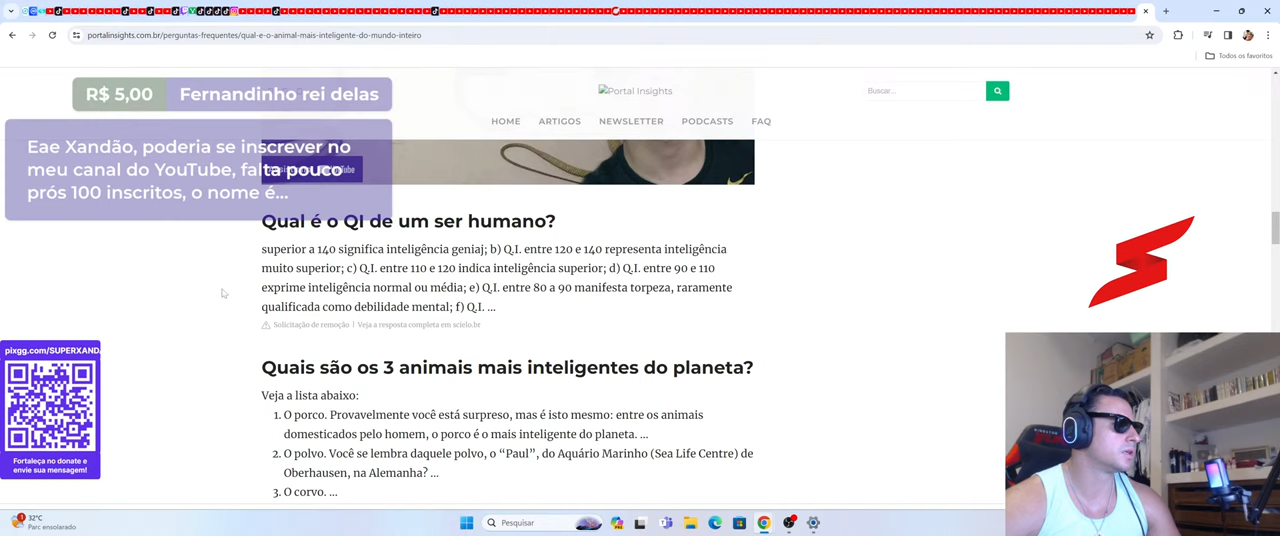 portalinsights.com.br/perguntas-frequentes/qual-e-o-animal-mais-inteligente-do-mundo-inteiro
Todos os favoritos
R$ 5,00 Fernandinho rei delas
Eae Xandão, poderia se inscrever no
meu canal do YouTube, falta pouco
prós 100 inscritos, o nome é...
Portal Insights
Buscar...
HOME ARTIGOS NEWSLETTER PODCASTS FAQ
Qual é o QI de um ser humano?
superior a 140 significa inteligência geniaj; b) Q.I. entre 120 e 140 representa inteligência
muito superior; c) Q.I. entre 110 e 120 indica inteligência superior; d) Q.I. entre 90 e 110
exprime inteligência normal ou média; e) Q.I. entre 80 a 90 manifesta torpeza, raramente
qualificada como debilidade mental; f) Q.I. ...
Solicitação de remoção | Veja a resposta completa em scielo.br
Quais são os 3 animais mais inteligentes do planeta?
Veja a lista abaixo:
1. O porco. Provavelmente você está surpreso, mas é isto mesmo: entre os animais
domesticados pelo homem, o porco é o mais inteligente do planeta. ...
2. O polvo. Você se lembra daquele polvo, o “Paul”, do Aquário Marinho (Sea Life Centre) de
Oberhausen, na Alemanha? ...
3. O corvo. ...
pixgg.com/SUPERXANDA
Fortaleça no donate e
envie sua mensagem!
32°C
Parc ensolarado
Pesquisar